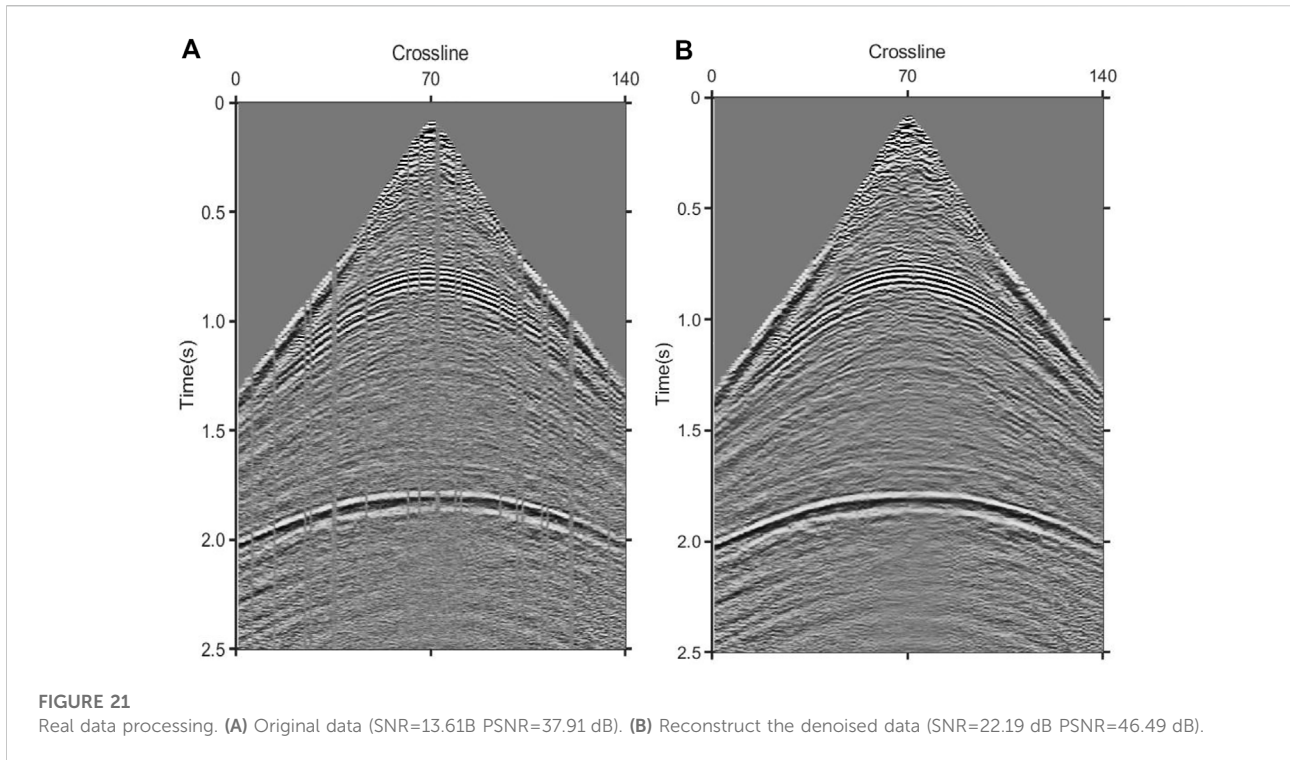 A
Crossline
0 70 140
0
0.5
1.0
1.5
2.0
2.5
Time(s)
B
Crossline
0 70 140
0
0.5
1.0
1.5
2.0
2.5
Time(s)
FIGURE 21
Real data processing. (A) Original data (SNR=13.61B PSNR=37.91 dB). (B) Reconstruct the denoised data (SNR=22.19 dB PSNR=46.49 dB).